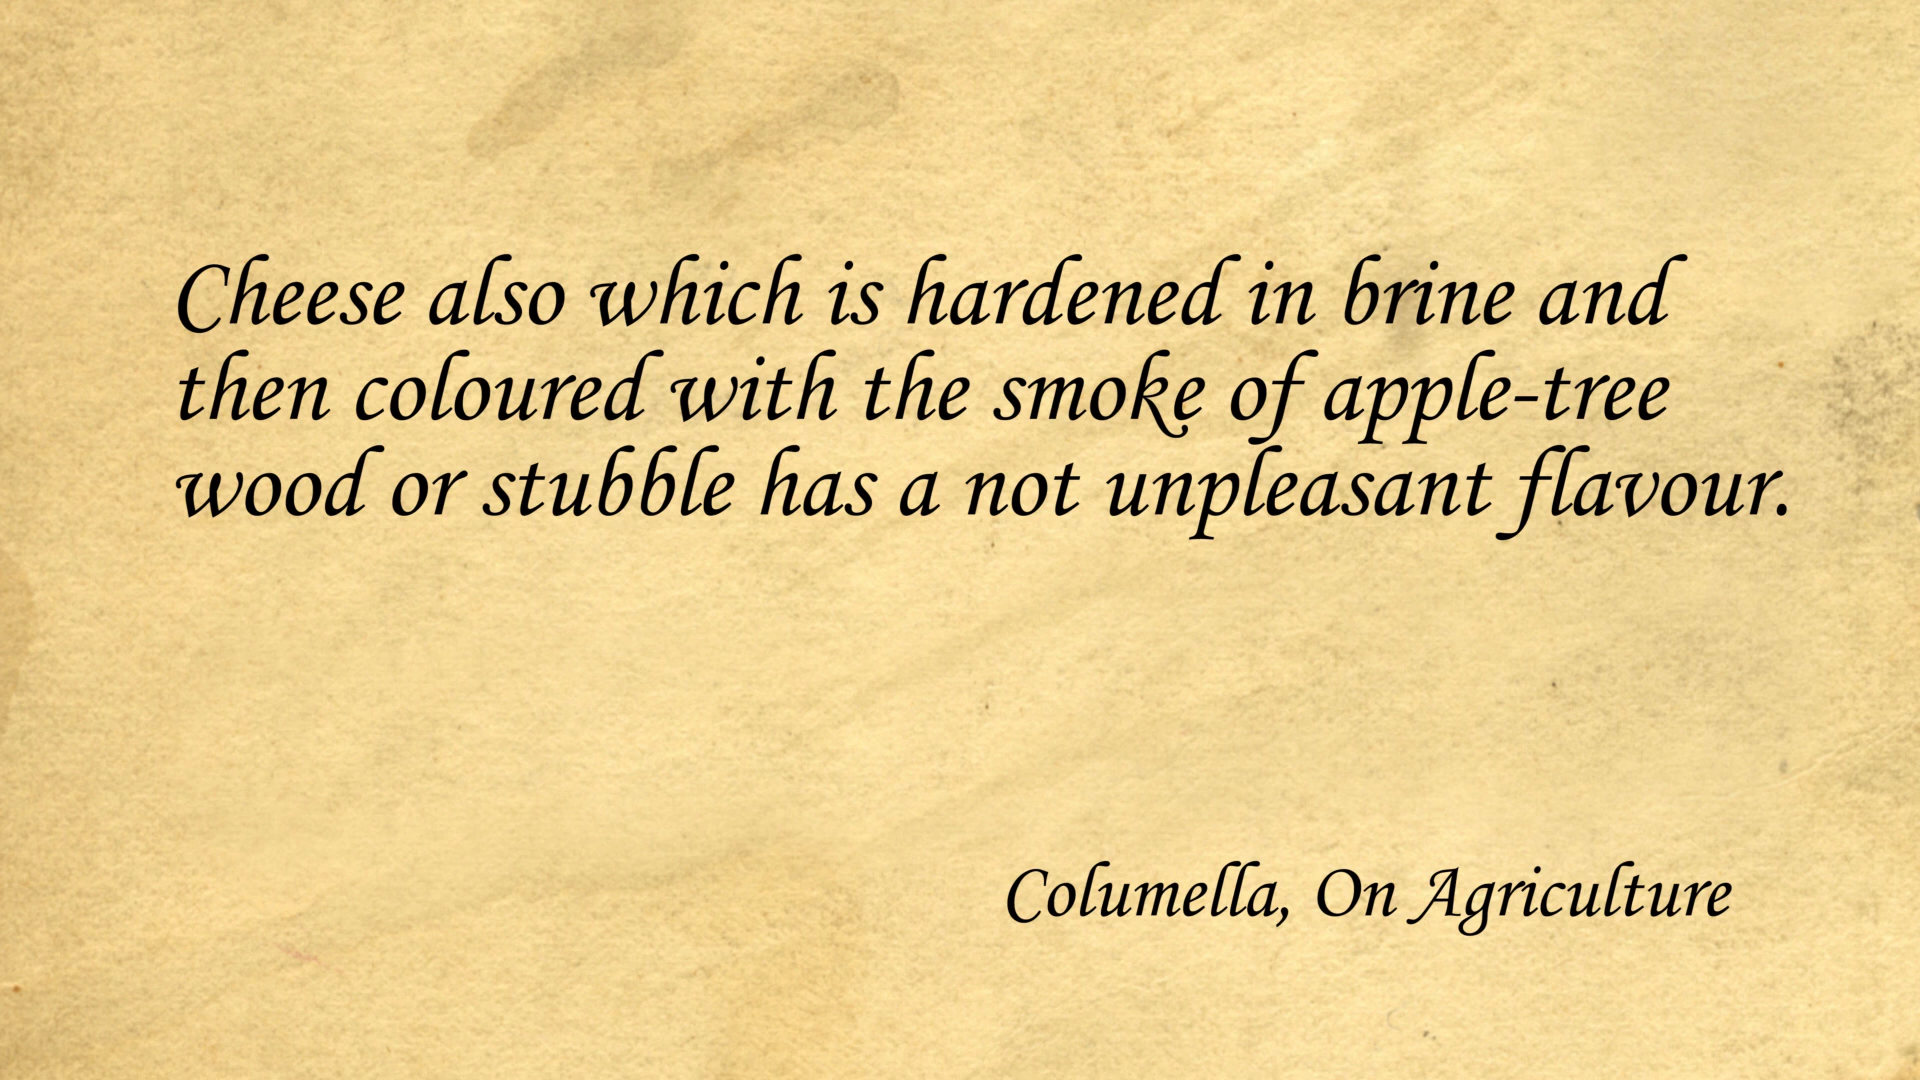 Cheese also which is hardened in brine and
then coloured with the smoke of apple-tree
wood or stubble has a not unpleasant flavour.
Columella, On Agriculture